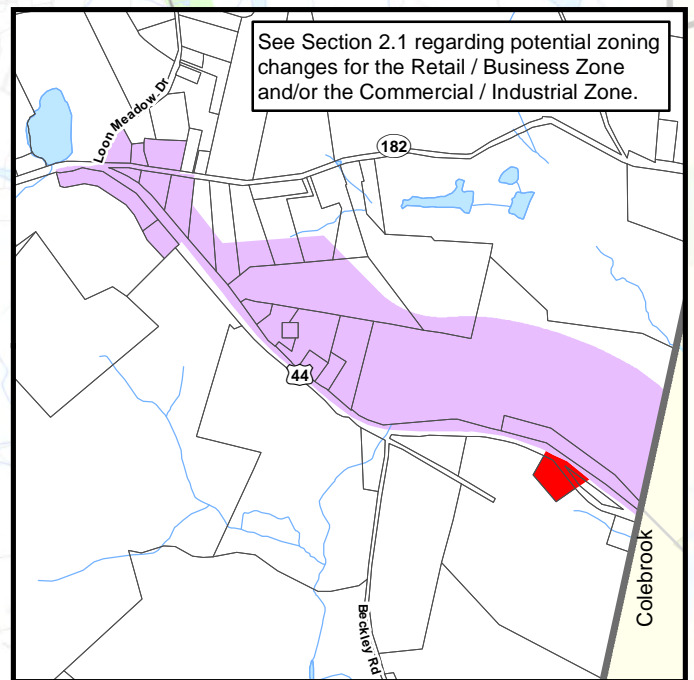 See Section 2.1 regarding potential zoning
changes for the Retail / Business Zone
and/or the Commercial / Industrial Zone.
Loon Meadow Dr
182
44
Colebrook
Beckley Rd